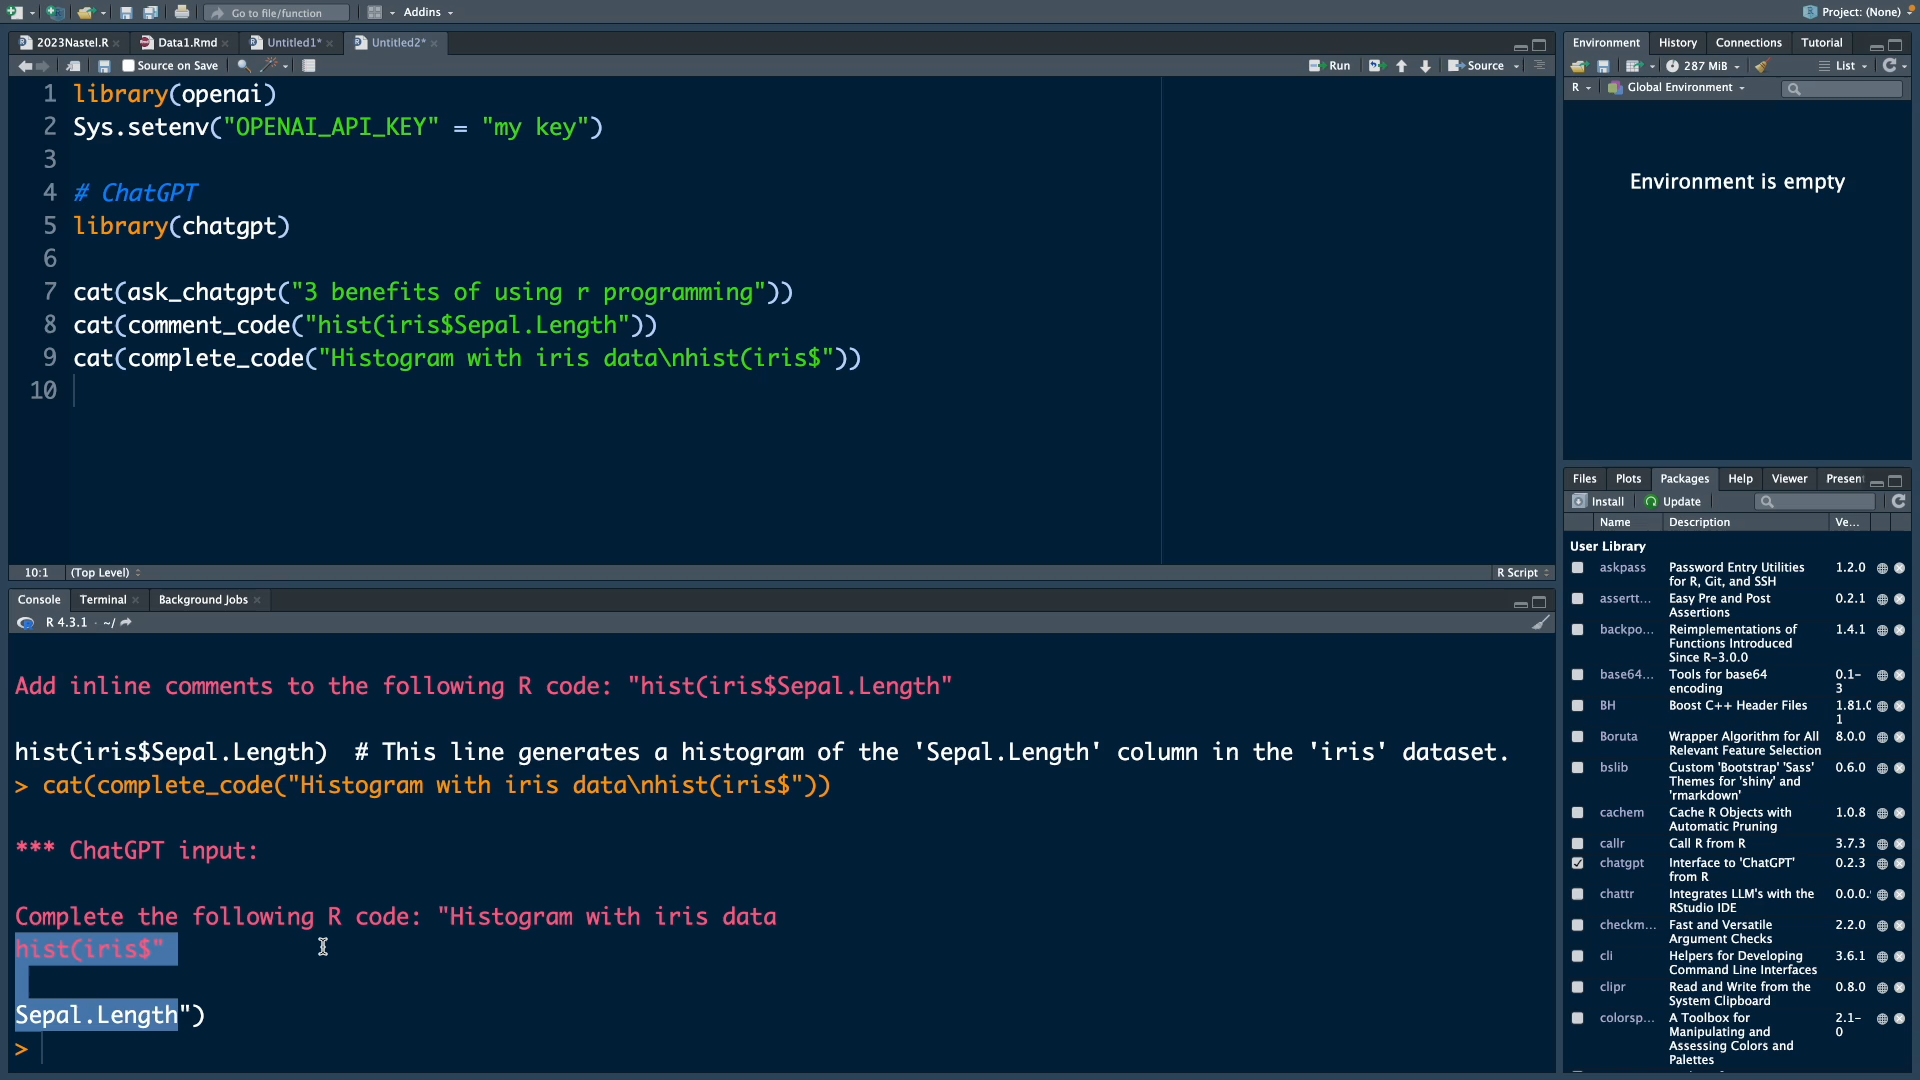 Go to file/function
Addins
Project: (None)
2023Nastel.R
Data1.Rmd
Untitled1*
Untitled2*
Source on Save
Run
Source
1 library(openai)
2 Sys.setenv("OPENAI_API_KEY" = "my key")
3
4 # ChatGPT
5 library(chatgpt)
6
7 cat(ask_chatgpt("3 benefits of using r programming"))
8 cat(comment_code("hist(iris$Sepal.Length"))
9 cat(complete_code("Histogram with iris data\nhist(iris$"))
10
10:1 (Top Level)
R Script
Console Terminal Background Jobs
R 4.3.1 · ~/
Add inline comments to the following R code: "hist(iris$Sepal.Length"
hist(iris$Sepal.Length)  # This line generates a histogram of the 'Sepal.Length' column in the 'iris' dataset.
> cat(complete_code("Histogram with iris data\nhist(iris$"))
*** ChatGPT input:
Complete the following R code: "Histogram with iris data
hist(iris$"
Sepal.Length")
>
Environment History Connections Tutorial
287 MiB
List
R
Global Environment
Environment is empty
Files Plots Packages Help Viewer Presen
Install
Update
Name Description Ve...
User Library
askpass Password Entry Utilities 1.2.0
for R, Git, and SSH
assertt... Easy Pre and Post 0.2.1
Assertions
backpo... Reimplementations of 1.4.1
Functions Introduced
Since R-3.0.0
base64... Tools for base64 0.1-
encoding 3
BH Boost C++ Header Files 1.81.0
1
Boruta Wrapper Algorithm for All 8.0.0
Relevant Feature Selection
bslib Custom 'Bootstrap' 'Sass' 0.6.0
Themes for 'shiny' and
'rmarkdown'
cachem Cache R Objects with 1.0.8
Automatic Pruning
callr Call R from R 3.7.3
chatgpt Interface to 'ChatGPT' 0.2.3
from R
chattr Integrates LLM's with the 0.0.0.
RStudio IDE
checkm... Fast and Versatile 2.2.0
Argument Checks
cli Helpers for Developing 3.6.1
Command Line Interfaces
clipr Read and Write from the 0.8.0
System Clipboard
colorsp... A Toolbox for 2.1-
Manipulating and 0
Assessing Colors and
Palettes